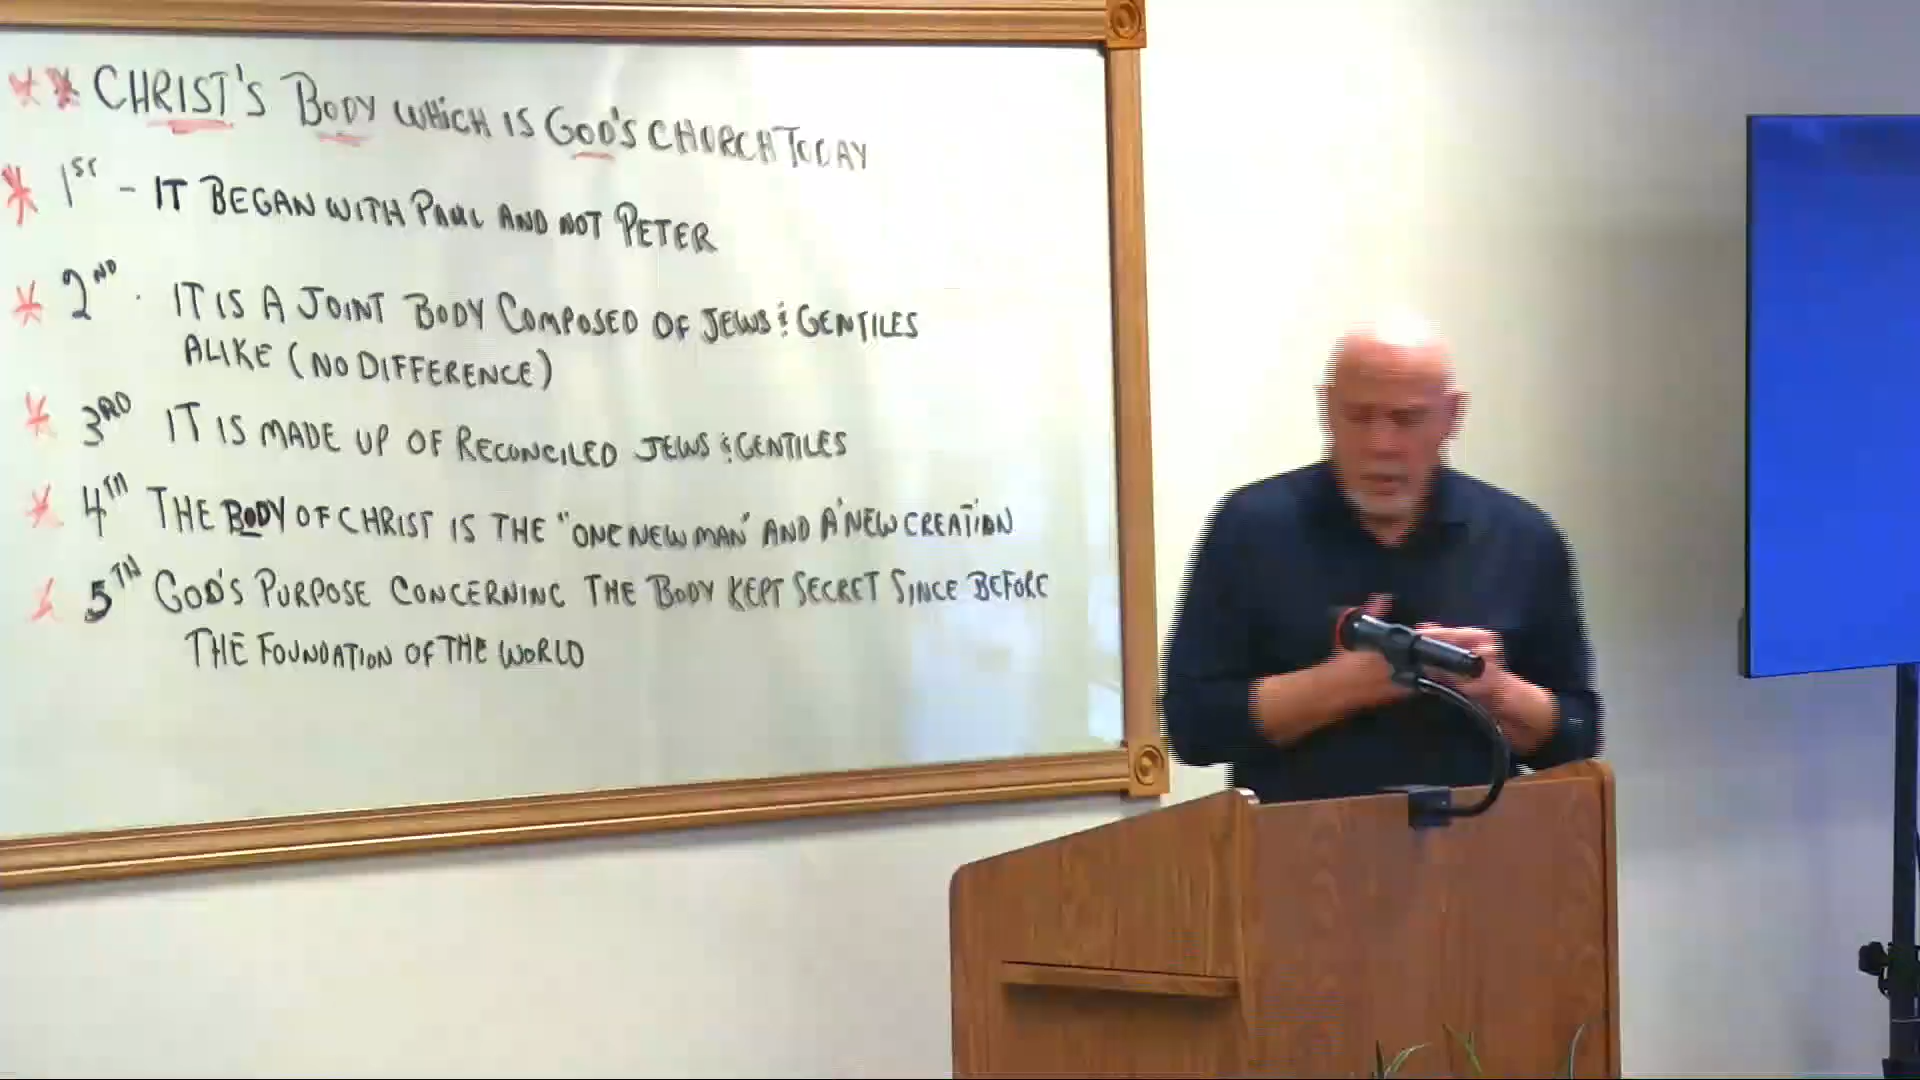 ** CHRIST'S BODY WHICH IS GOD'S CHURCH TODAY
* 1ST - IT BEGAN WITH PAUL AND NOT PETER
* 2ND. IT IS A JOINT BODY COMPOSED OF JEWS & GENTILES
ALIKE (NO DIFFERENCE)
* 3RD IT IS MADE UP OF RECONCILED JEWS & GENTILES
* 4TH THE BODY OF CHRIST IS THE "ONE NEW MAN" AND A 'NEW CREATION
* 5TH GOD'S PURPOSE CONCERNING THE BODY KEPT SECRET SINCE BEFORE
THE FOUNDATION OF THE WORLD